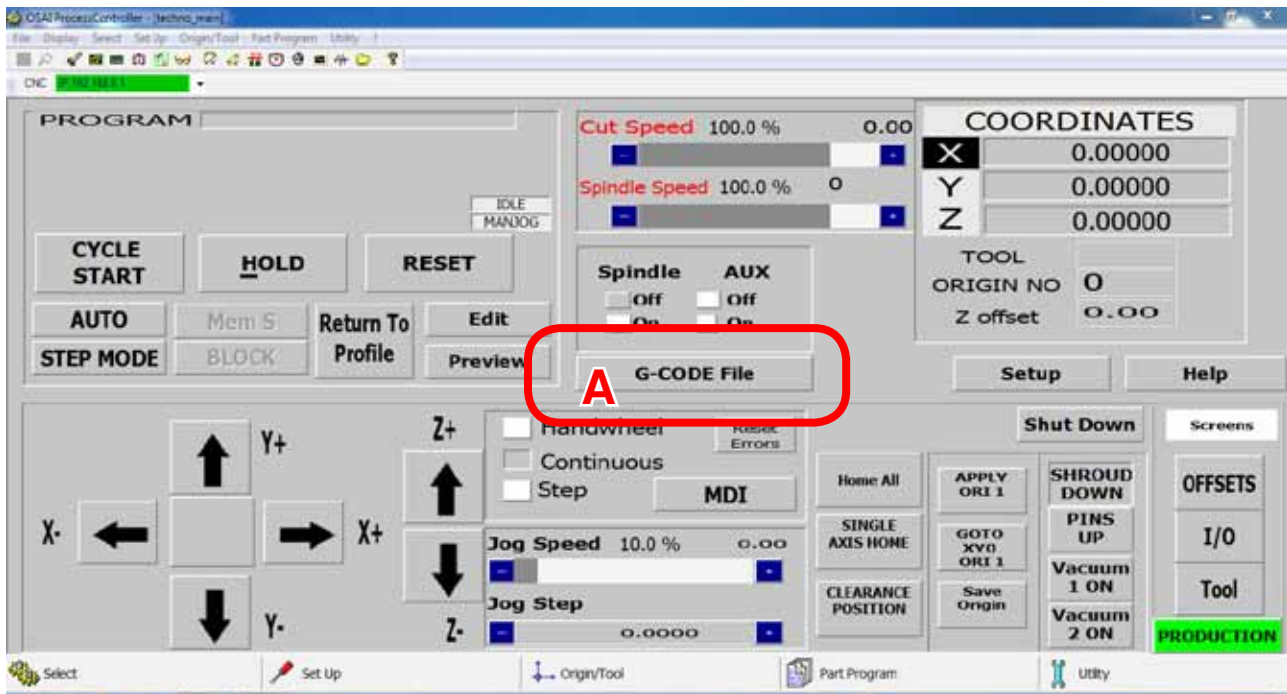 OSAI ProcessController - [techno_main]
File Display Select Set Up Origin/Tool Part Program Utility ?
CNC
PROGRAM
IDLE
MANJOG
CYCLE START
HOLD
RESET
AUTO
Mem S
Return To Profile
Edit
STEP MODE
BLOCK
Preview
Cut Speed 100.0 % 0.00
Spindle Speed 100.0 % 0
Spindle AUX
Off Off
On On
A G-CODE File
COORDINATES
X 0.00000
Y 0.00000
Z 0.00000
TOOL
ORIGIN NO 0
Z offset 0.00
Setup
Help
Y+
X-
X+
Y-
Z+
Z-
Handwheel
Reset Errors
Continuous
Step
MDI
Jog Speed 10.0 % 0.00
Jog Step
0.0000
Home All
SINGLE AXIS HOME
CLEARANCE POSITION
APPLY ORI 1
GOTO XY0 ORI 1
Save Origin
Shut Down
SHROUD DOWN
PINS UP
Vacuum 1 ON
Vacuum 2 ON
Screens
OFFSETS
I/O
Tool
PRODUCTION
Select
Set Up
Origin/Tool
Part Program
Utility